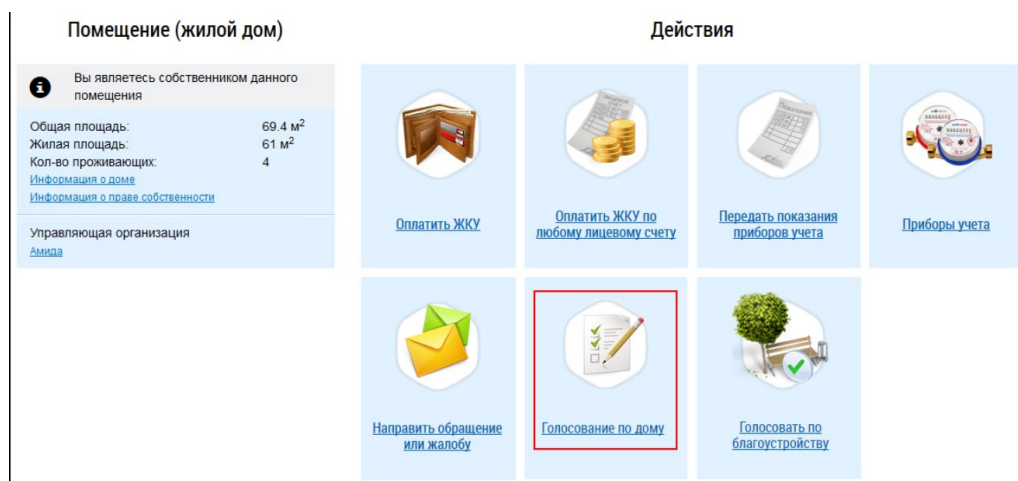 Помещение (жилой дом)
Действия
Вы являетесь собственником данного
помещения
Общая площадь: 69.4 м²
Жилая площадь: 61 м²
Кол-во проживающих: 4
Информация о доме
Информация о праве собственности
Управляющая организация
Амида
Оплатить ЖКУ
Оплатить ЖКУ по
любому лицевому счету
Передать показания
приборов учета
Приборы учета
Направить обращение
или жалобу
Голосование по дому
Голосовать по
благоустройству